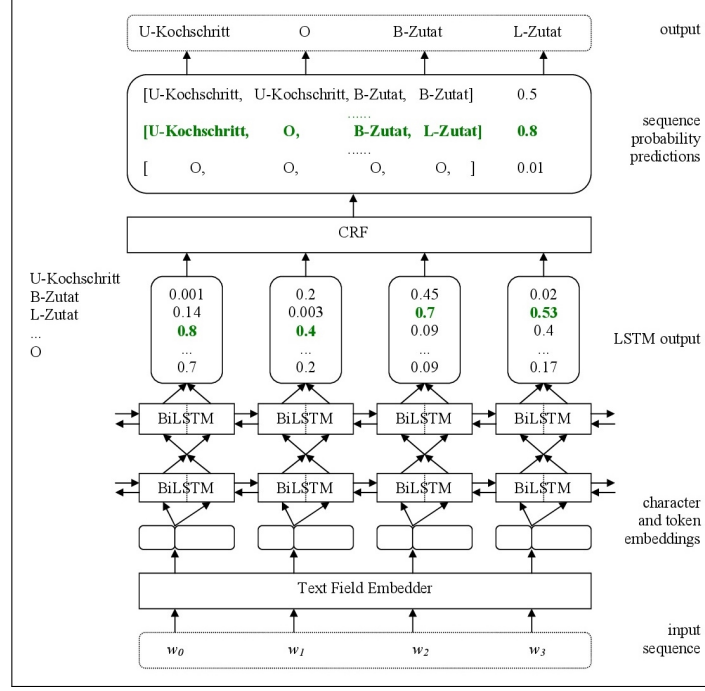 U-Kochschritt O B-Zutat L-Zutat output
[U-Kochschritt, U-Kochschritt, B-Zutat, B-Zutat] 0.5
......
[U-Kochschritt, O, B-Zutat, L-Zutat] 0.8
......
[ O, O, O, O, ] 0.01
sequence
probability
predictions
CRF
U-Kochschritt
B-Zutat
L-Zutat
...
O
0.001 0.2 0.45 0.02
0.14 0.003 0.7 0.53
0.8 0.4 0.09 0.4
... ... ... ...
0.7 0.2 0.09 0.17
LSTM output
BiLSTM BiLSTM BiLSTM BiLSTM
BiLSTM BiLSTM BiLSTM BiLSTM
character
and token
embeddings
Text Field Embedder
w0 w1 w2 w3
input
sequence